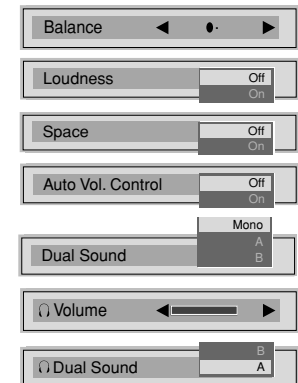 Balance
Loudness
Off
On
Space
Off
On
Auto Vol. Control
Off
On
Mono
A
Dual Sound
B
Volume
B
Dual Sound
A